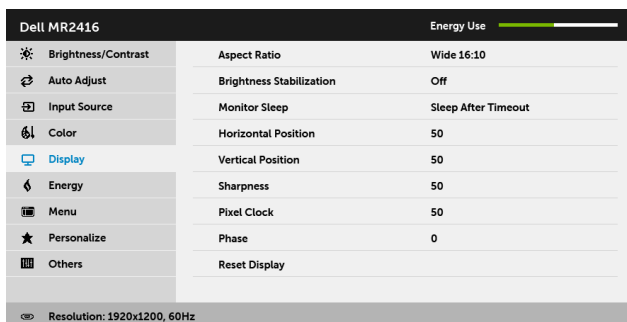 Dell MR2416 Energy Use
Brightness/Contrast Aspect Ratio Wide 16:10
Auto Adjust Brightness Stabilization Off
Input Source Monitor Sleep Sleep After Timeout
Color Horizontal Position 50
Display Vertical Position 50
Energy Sharpness 50
Menu Pixel Clock 50
Personalize Phase 0
Others Reset Display
Resolution: 1920x1200, 60Hz